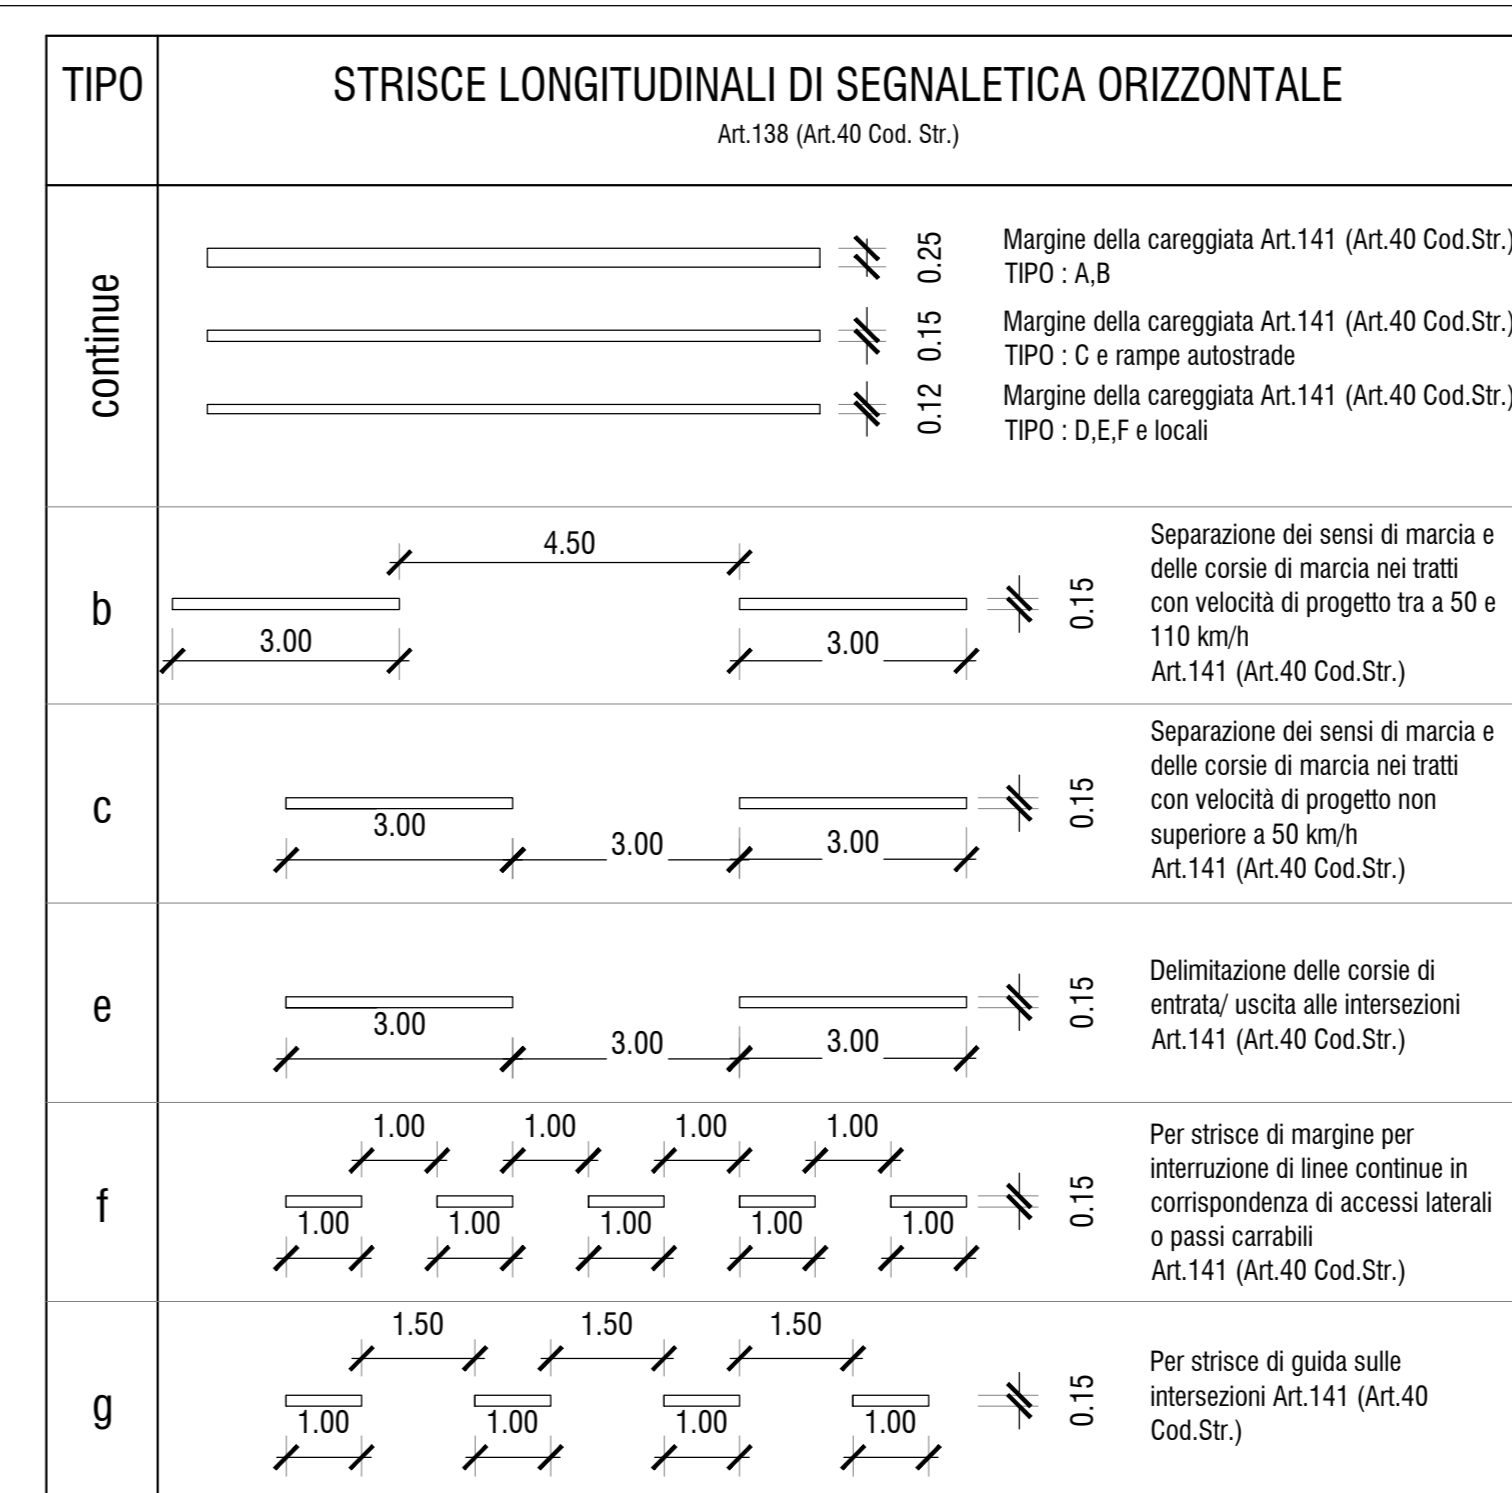 TIPO
STRISCE LONGITUDINALI DI SEGNALETICA ORIZZONTALE
Art.138 (Art.40 Cod. Str.)
continue
0.25
Margine della careggiata Art.141 (Art.40 Cod.Str.)
TIPO : A,B
0.15
Margine della careggiata Art.141 (Art.40 Cod.Str.)
TIPO : C e rampe autostrade
0.12
Margine della careggiata Art.141 (Art.40 Cod.Str.)
TIPO : D,E,F e locali
b
4.50
3.00
3.00
0.15
Separazione dei sensi di marcia e
delle corsie di marcia nei tratti
con velocità di progetto tra a 50 e
110 km/h
Art.141 (Art.40 Cod.Str.)
c
3.00
3.00
3.00
0.15
Separazione dei sensi di marcia e
delle corsie di marcia nei tratti
con velocità di progetto non
superiore a 50 km/h
Art.141 (Art.40 Cod.Str.)
e
3.00
3.00
3.00
0.15
Delimitazione delle corsie di
entrata/ uscita alle intersezioni
Art.141 (Art.40 Cod.Str.)
f
1.00 1.00 1.00 1.00
1.00 1.00 1.00 1.00 1.00
0.15
Per strisce di margine per
interruzione di linee continue in
corrispondenza di accessi laterali
o passi carrabili
Art.141 (Art.40 Cod.Str.)
g
1.50 1.50 1.50
1.00 1.00 1.00 1.00
0.15
Per strisce di guida sulle
intersezioni Art.141 (Art.40
Cod.Str.)